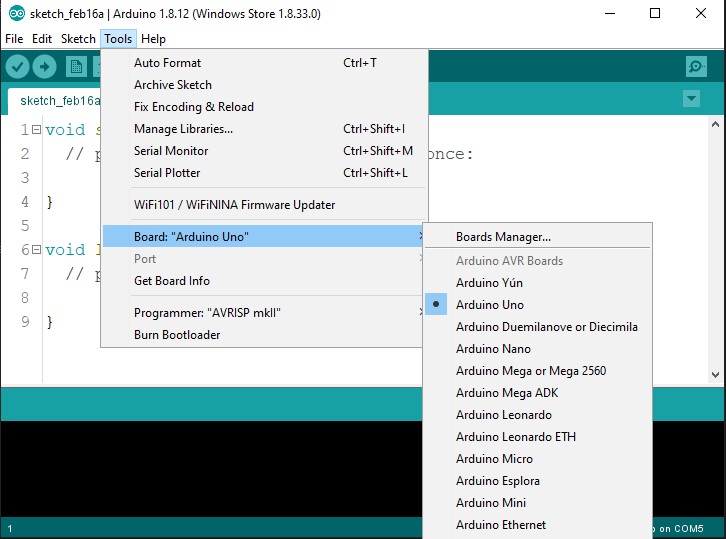 sketch_feb16a | Arduino 1.8.12 (Windows Store 1.8.33.0)
File Edit Sketch Tools Help
sketch_feb16a
Auto Format Ctrl+T
Archive Sketch
Fix Encoding & Reload
Manage Libraries... Ctrl+Shift+I
Serial Monitor Ctrl+Shift+M
Serial Plotter Ctrl+Shift+L
WiFi101 / WiFiNINA Firmware Updater
Board: "Arduino Uno"
Port
Get Board Info
Programmer: "AVRISP mkII"
Burn Bootloader
1 void s
2 // p once:
3
4 }
5
6 void l
7 // p
8
9 }
Boards Manager...
Arduino AVR Boards
Arduino Yún
Arduino Uno
Arduino Duemilanove or Diecimila
Arduino Nano
Arduino Mega or Mega 2560
Arduino Mega ADK
Arduino Leonardo
Arduino Leonardo ETH
Arduino Micro
Arduino Esplora
Arduino Mini
Arduino Ethernet
1 on COM5